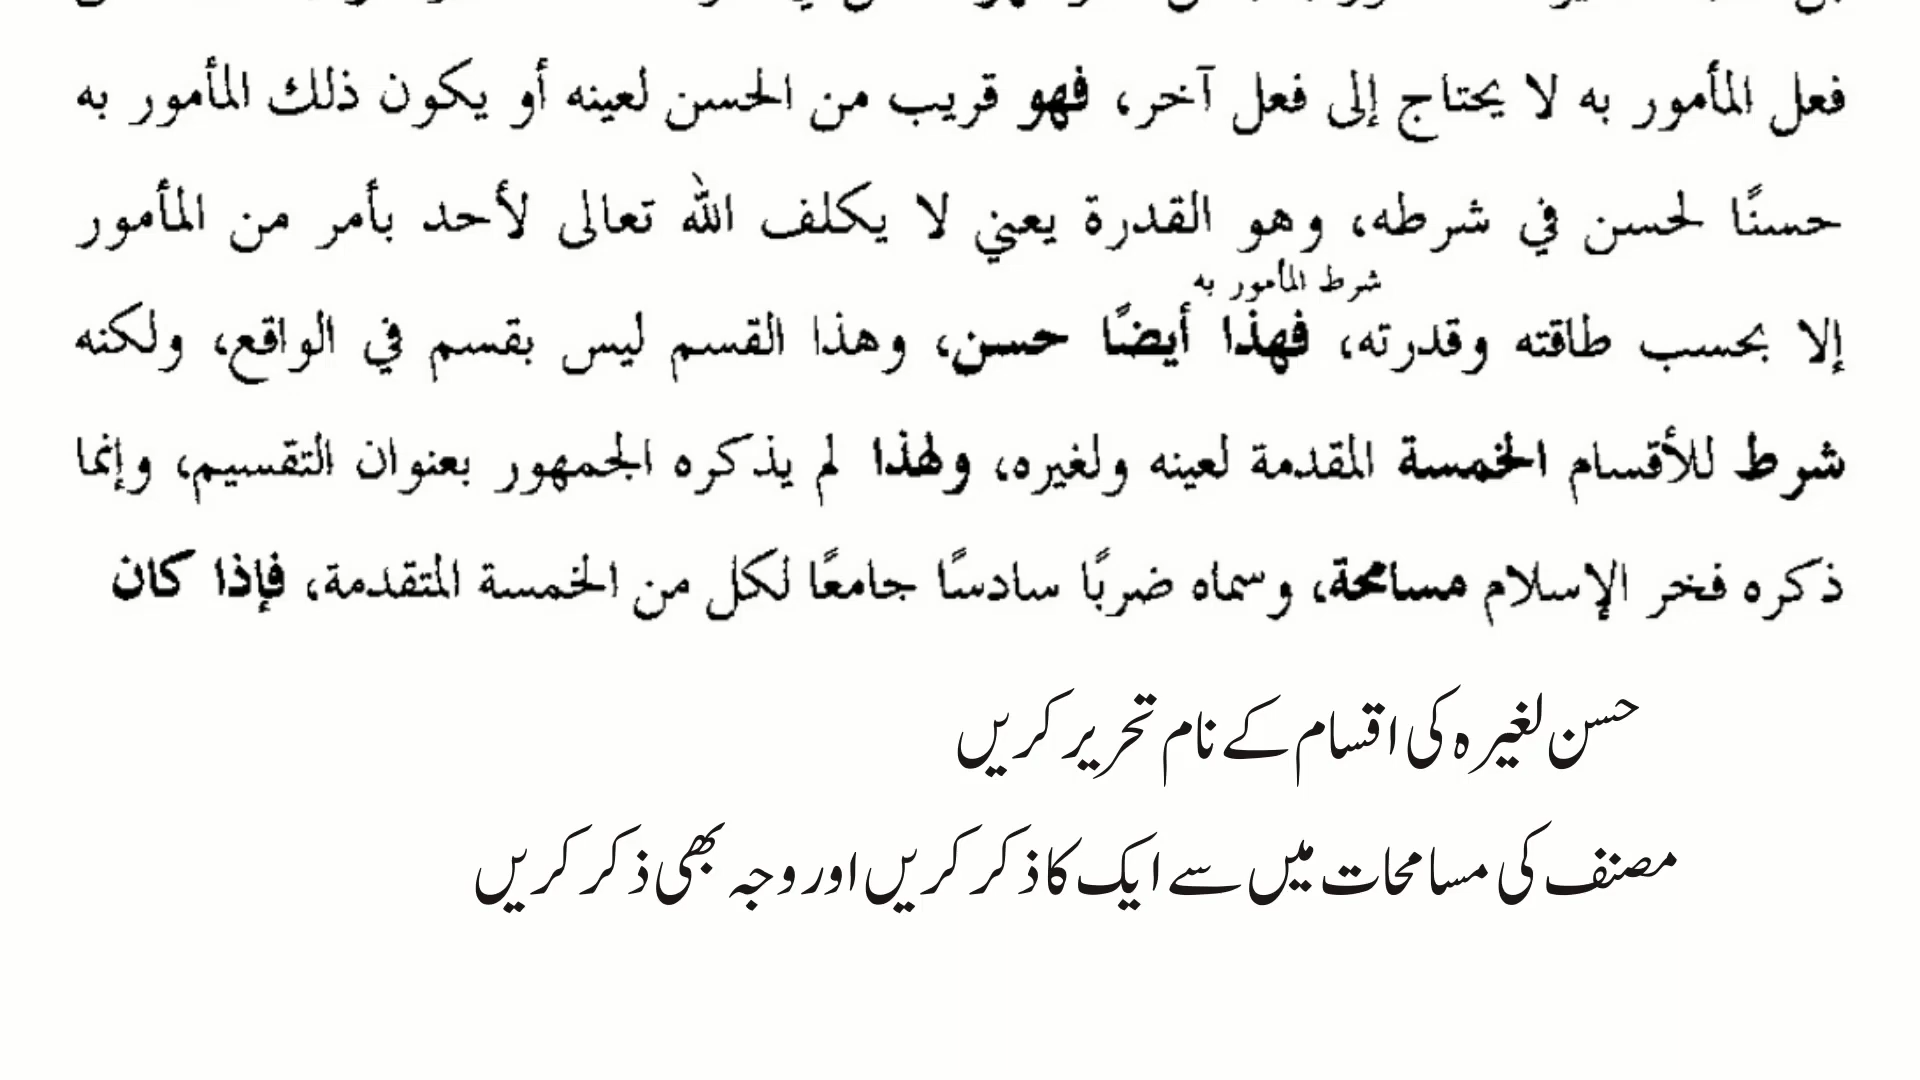 فعل المأمور به لا يحتاج إلى فعل آخر، فهو قريب من الحسن لعينه أو يكون ذلك المأمور به
حسنًا لحسن في شرطه، وهو القدرة يعني لا يكلف الله تعالى لأحد بأمر من المأمور
شرط المأمور به
إلا بحسب طاقته وقدرته، فهذا أيضًا حسن، وهذا القسم ليس بقسم في الواقع، ولكنه
شرط للأقسام الخمسة المقدمة لعينه ولغيره، ولهذا لم يذكره الجمهور بعنوان التقسيم، وإنما
ذكره فخر الإسلام مسامحة، وسماه ضربًا سادسًا جامعًا لكل من الخمسة المتقدمة، فإذا كان
حسن لغیرہ کی اقسام کے نام تحریر کریں
مصنف کی مسامحات میں سے ایک کا ذکر کریں اور وجہ بھی ذکر کریں